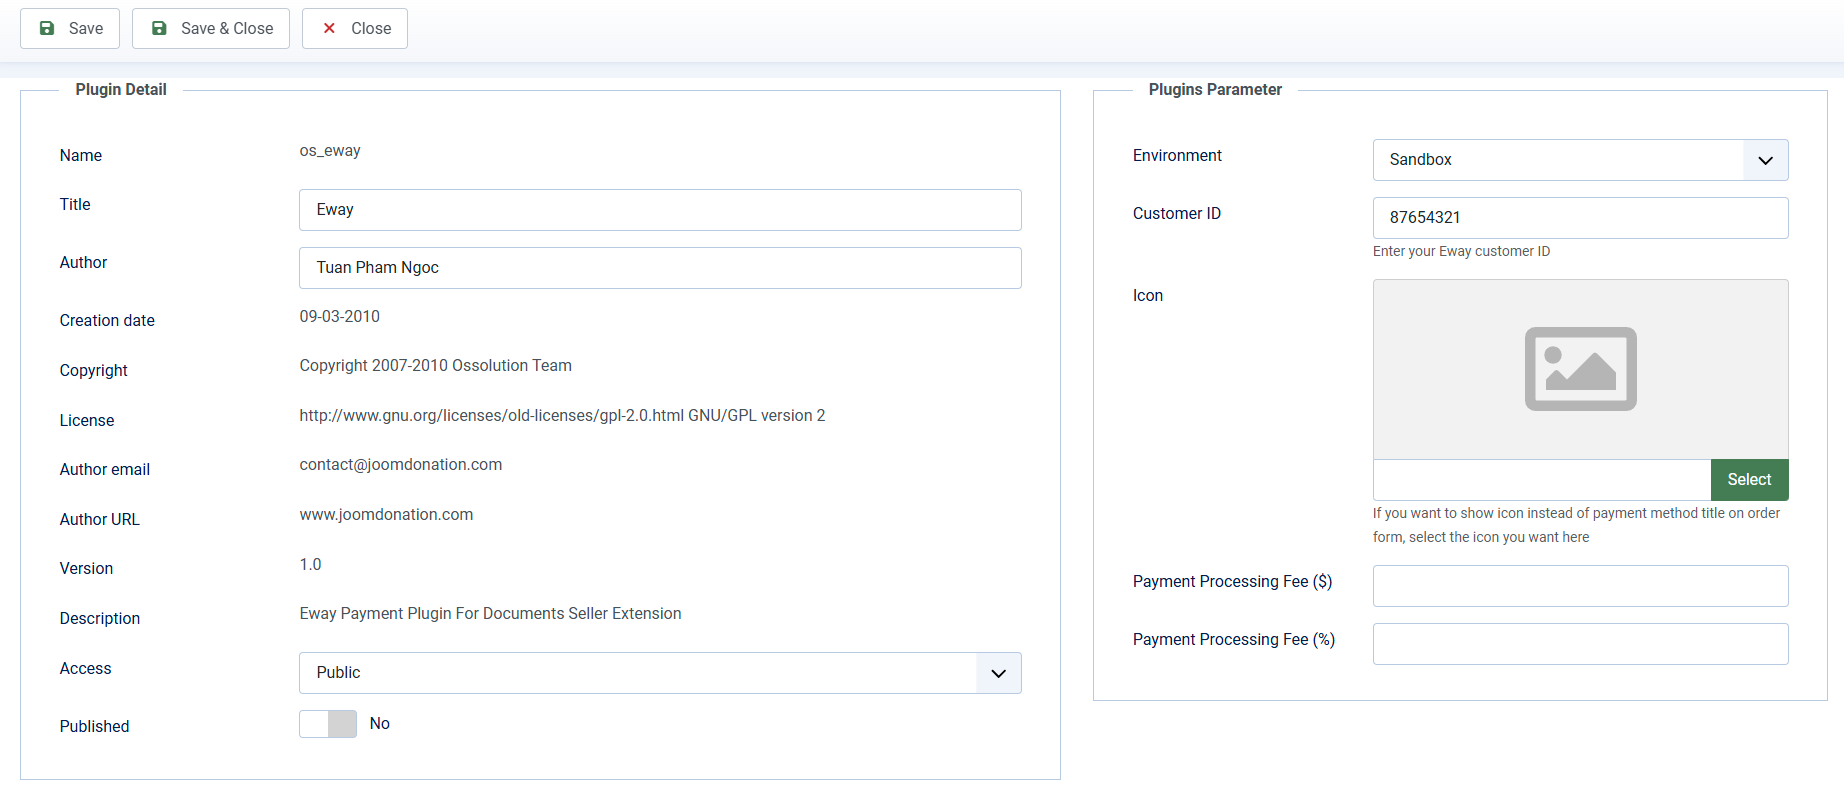 Save
Save & Close
Close
Plugin Detail
Name
os_eway
Title
Eway
Author
Tuan Pham Ngoc
Creation date
09-03-2010
Copyright
Copyright 2007-2010 Ossolution Team
License
http://www.gnu.org/licenses/old-licenses/gpl-2.0.html GNU/GPL version 2
Author email
contact@joomdonation.com
Author URL
www.joomdonation.com
Version
1.0
Description
Eway Payment Plugin For Documents Seller Extension
Access
Public
Published
No
Plugins Parameter
Environment
Sandbox
Customer ID
87654321
Enter your Eway customer ID
Icon
Select
If you want to show icon instead of payment method title on order
form, select the icon you want here
Payment Processing Fee ($)
Payment Processing Fee (%)